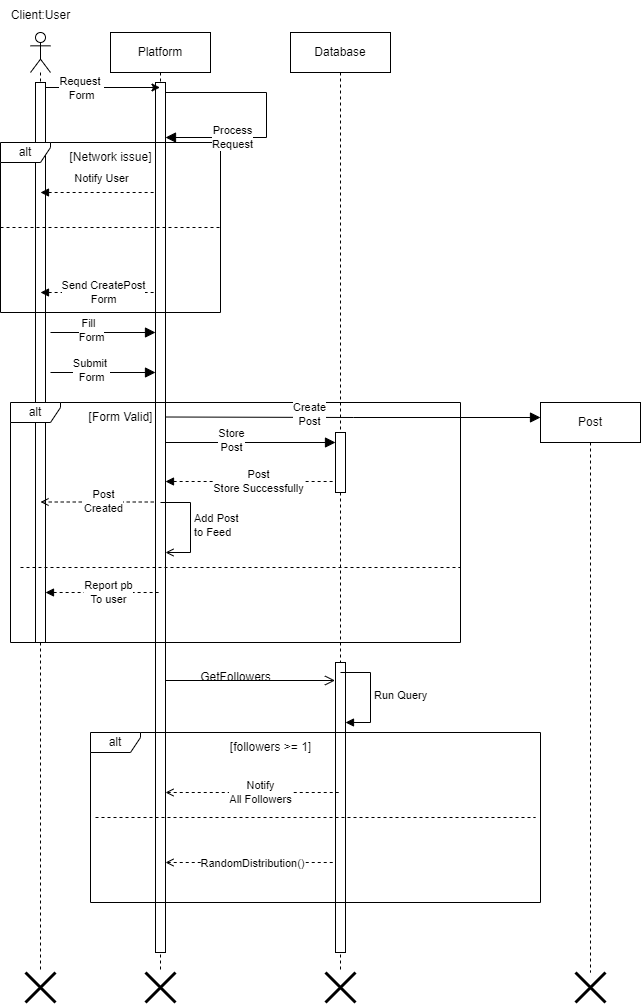 Client:User
Platform
Database
Request
Form
Process
Request
alt
[Network issue]
Notify User
Send CreatePost
Form
Fill
Form
Submit
Form
alt
[Form Valid]
Create
Post
Post
Store
Post
Post
Store Successfully
Post
Created
Add Post
to Feed
Report pb
To user
GetFollowers
Run Query
alt
[followers >= 1]
Notify
All Followers
RandomDistribution()